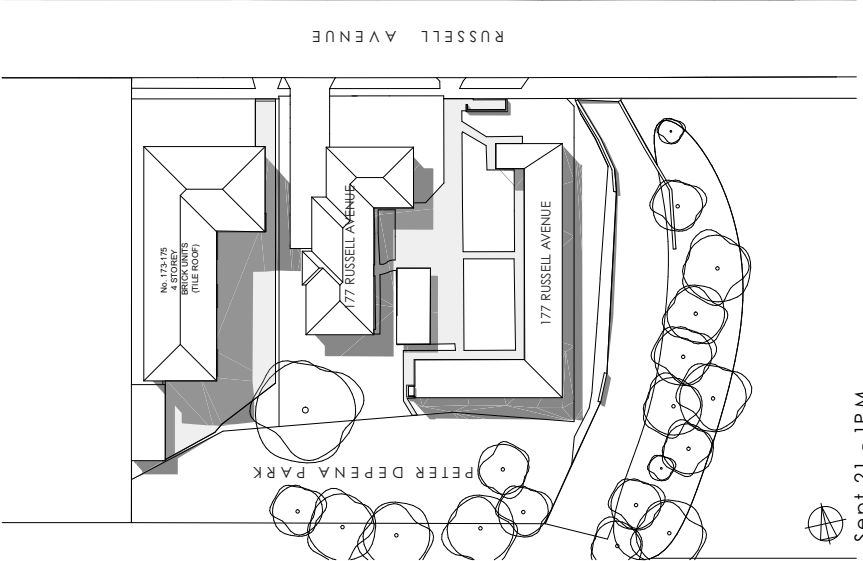 RUSSELL AVENUE
No. 173-175
4 STOREY
BRICK UNITS
(TILE ROOF)
177 RUSSELL AVENUE
177 RUSSELL AVENUE
PETER DEPENA PARK
Sept 21 - 1PM